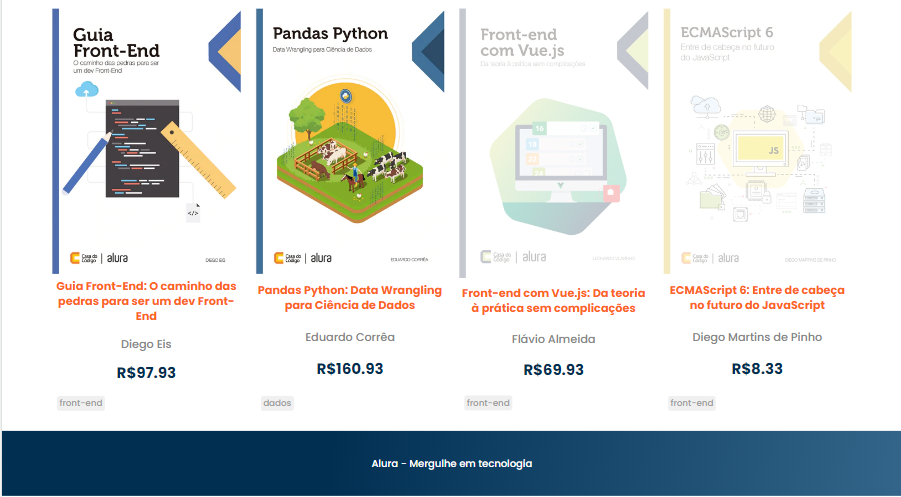 Guia
Front-End
O caminho das pedras para ser
um dev Front-End
</>
Casa do
Código
alura
DIEGO EIS
Guia Front-End: O caminho das
pedras para ser um dev Front-
End
Diego Eis
R$97.93
front-end
Pandas Python
Data Wrangling para Ciência de Dados
Casa do
Código
alura
EDUARDO CORRÊA
Pandas Python: Data Wrangling
para Ciência de Dados
Eduardo Corrêa
R$160.93
dados
Front-end
com Vue.js
Da teoria à prática sem complicações
16
Casa do
Código
alura
Front-end com Vue.js: Da teoria
à prática sem complicações
Flávio Almeida
R$69.93
front-end
ECMAScript 6
Entre de cabeça no futuro
do JavaScript
JS
Casa do
Código
alura
DIEGO MARTINS DE PINHO
ECMAScript 6: Entre de cabeça
no futuro do JavaScript
Diego Martins de Pinho
R$8.33
front-end
Alura - Mergulhe em tecnologia